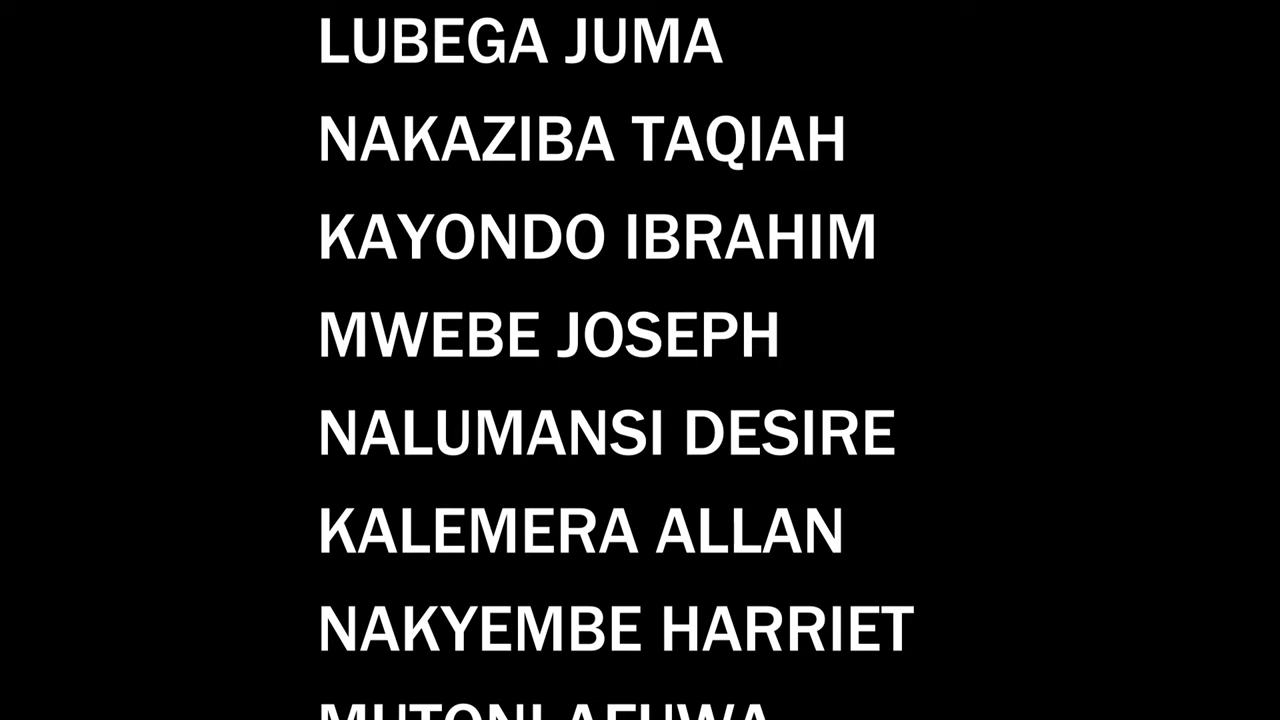 LUBEGA JUMA
NAKAZIBA TAQIAH
KAYONDO IBRAHIM
MWEBE JOSEPH
NALUMANSI DESIRE
KALEMERA ALLAN
NAKYEMBE HARRIET